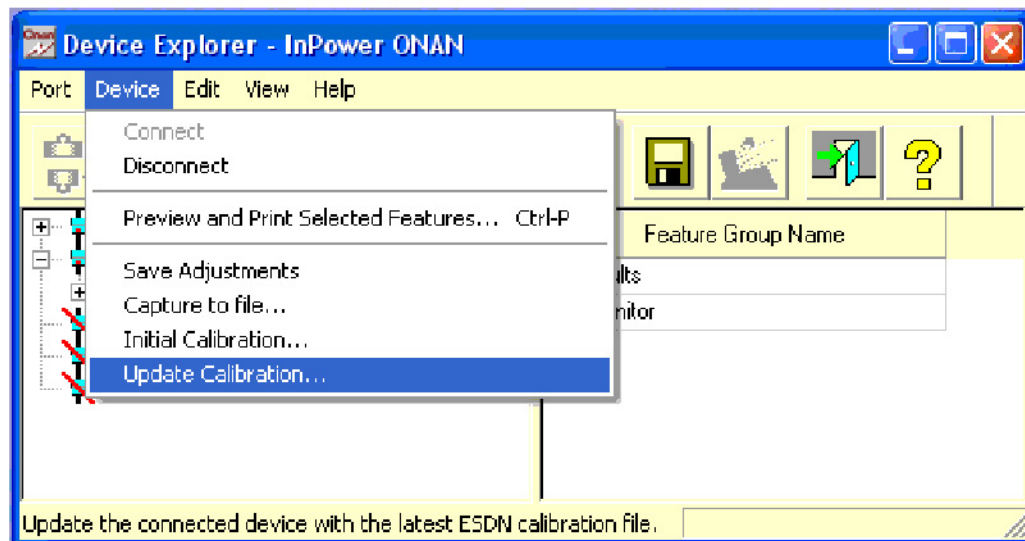 Onan
Device Explorer - InPower ONAN
Port Device Edit View Help
Connect
Disconnect
Preview and Print Selected Features... Ctrl-P
Save Adjustments
Capture to file...
Initial Calibration...
Update Calibration...
?
Feature Group Name
ults
nitor
Update the connected device with the latest ESDN calibration file.